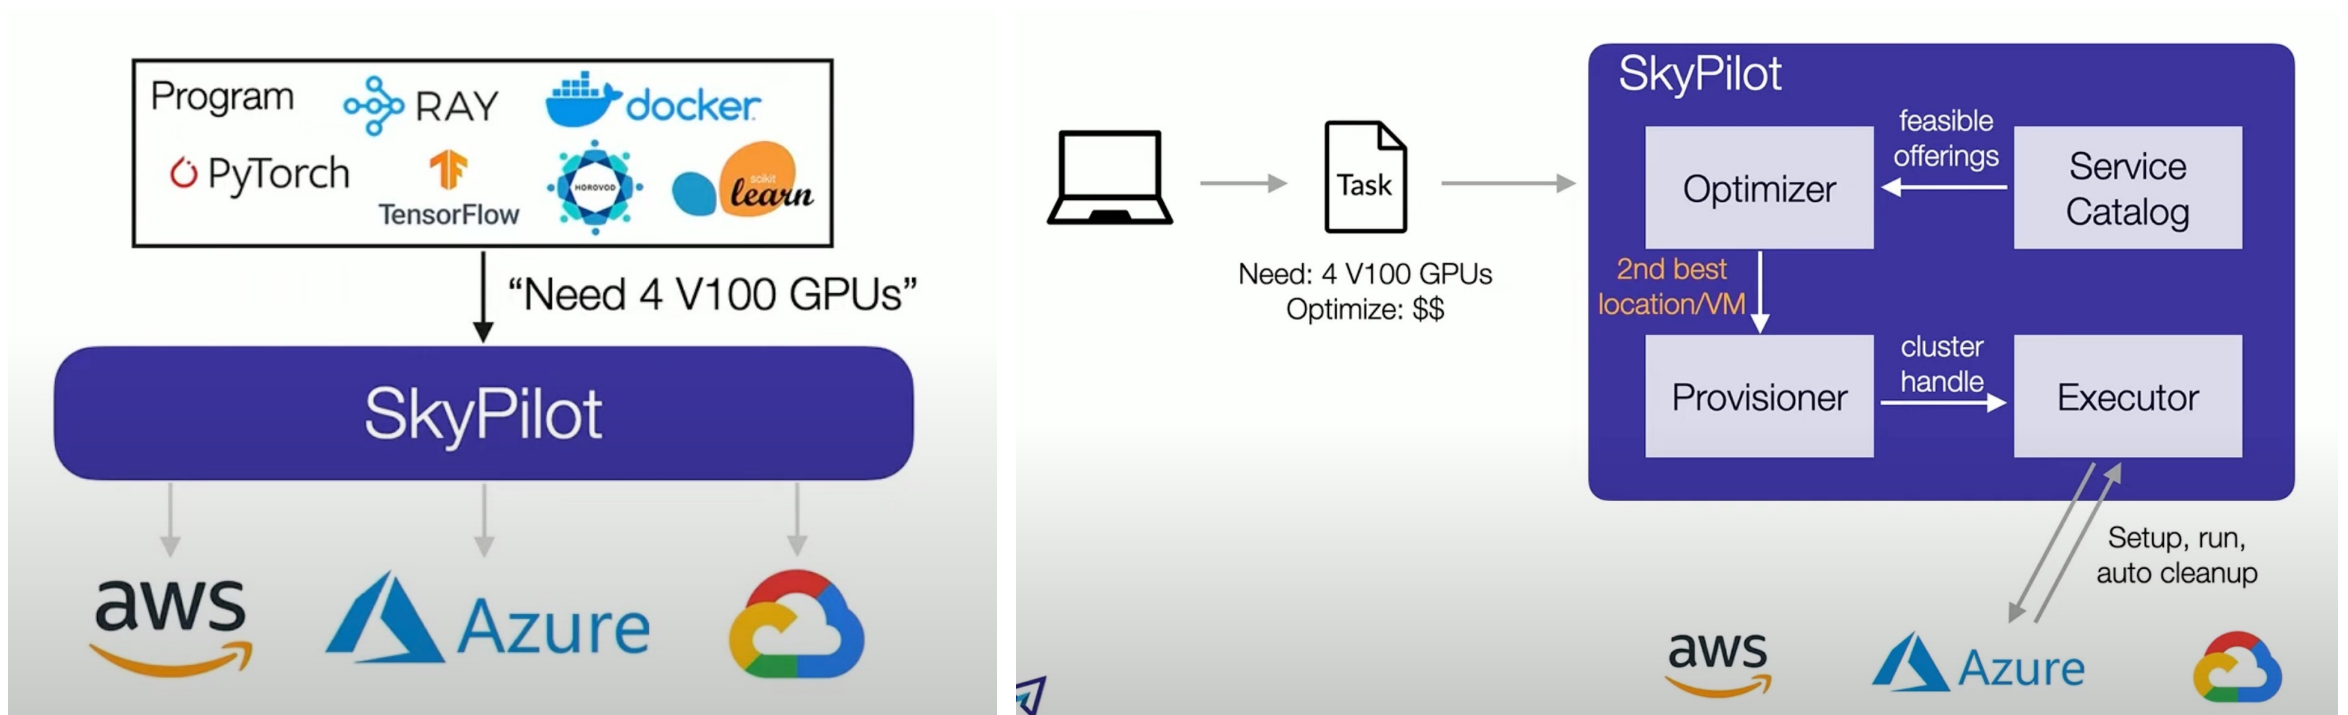 Program
RAY
docker
PyTorch
TensorFlow
HOROVOD
scikit
learn
“Need 4 V100 GPUs”
SkyPilot
aws
Azure
Task
Need: 4 V100 GPUs
Optimize: $$
SkyPilot
Optimizer
feasible
offerings
Service
Catalog
2nd best
location/VM
Provisioner
cluster
handle
Executor
Setup, run,
auto cleanup
aws
Azure